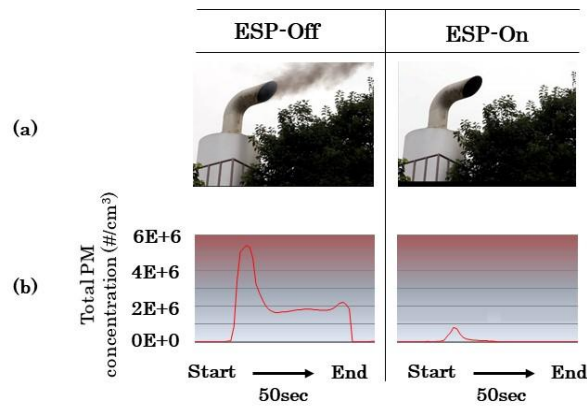 ESP-Off
ESP-On
(a)
(b)
Total PM
concentration (#/cm³)
6E+6
4E+6
2E+6
0E+0
Start
End
50sec
Start
End
50sec